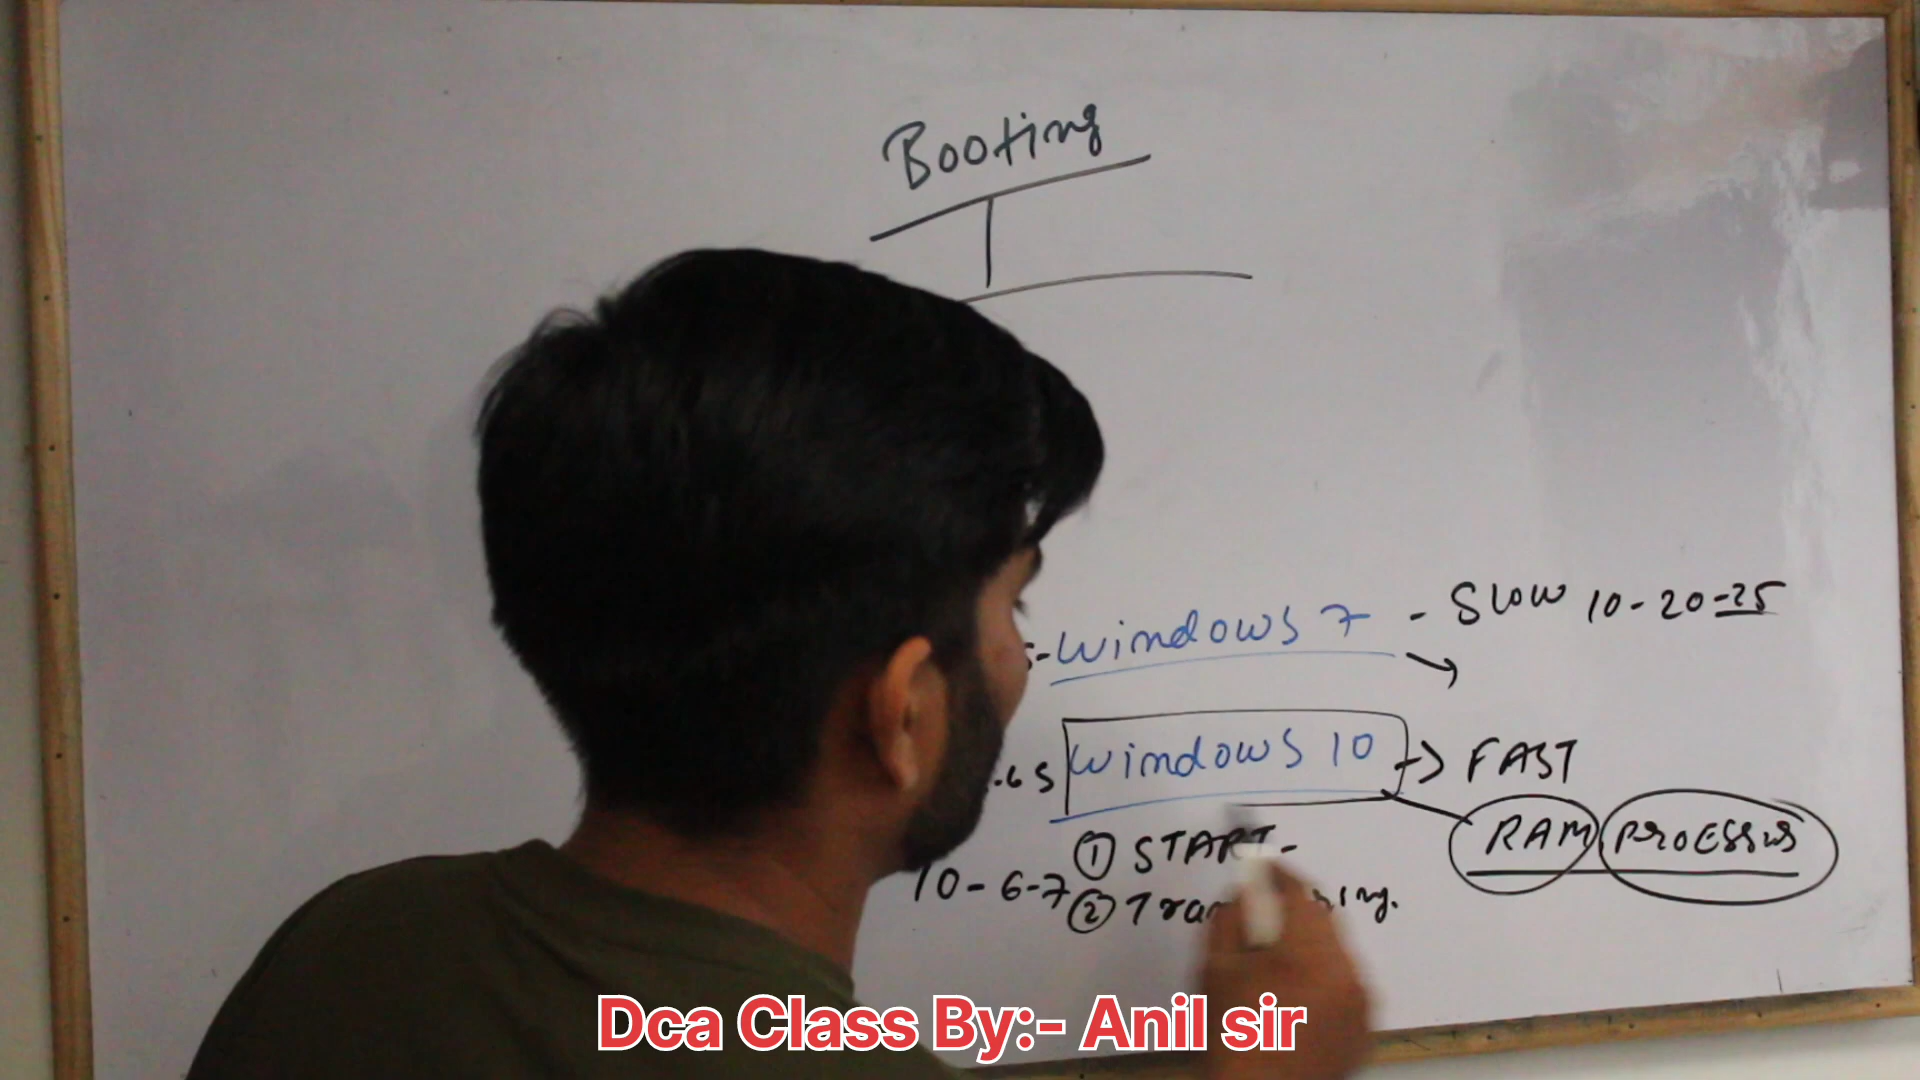 Booting
Windows 7 - Slow 10-20-25
Windows 10 → FAST
RAM
① START-
10-6-7
②
Dca Class By:- Anil sir